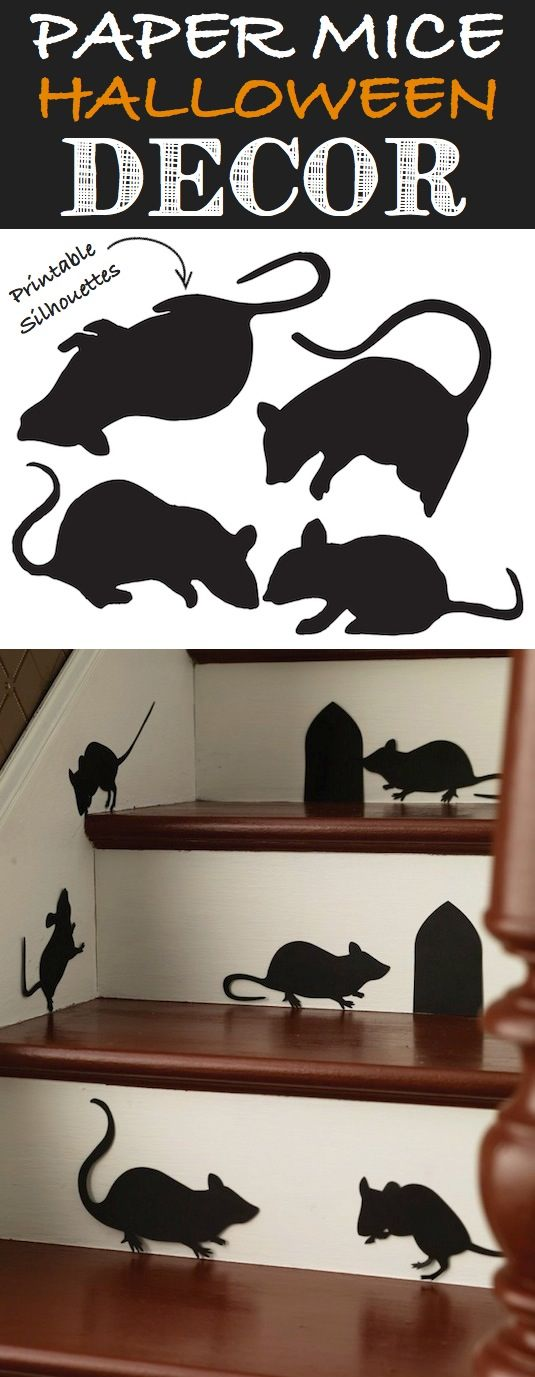 PAPER MICE
HALLOWEEN
DECOR
Printable
Silhouettes